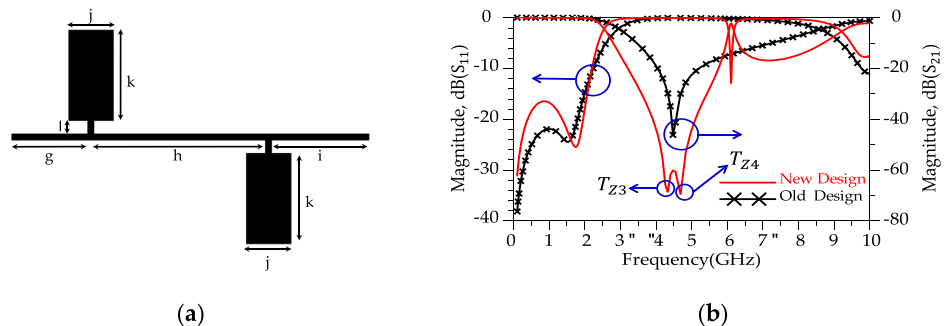 j
k
l
g
h
i
k
j
(a)
0
-10
-20
-30
-40
Magnitude, dB(S11)
0
-20
-40
-60
-80
Magnitude, dB(S21)
TZ3
TZ4
New Design
Old Design
0 1 2 3 " "4 5 6 7 " 8 9 10
Frequency(GHz)
(b)